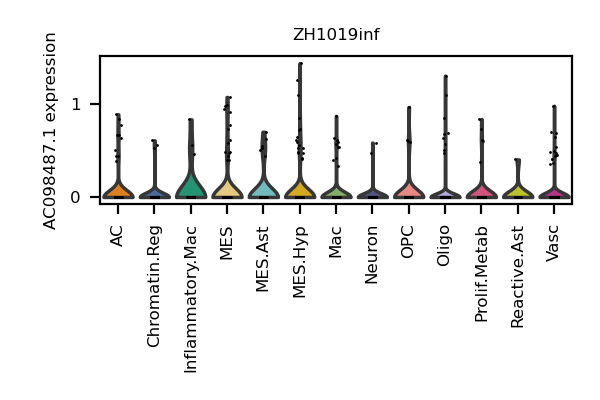 ZH1019inf
AC098487.1 expression
1
0
AC
Chromatin.Reg
Inflammatory.Mac
MES
MES.Ast
MES.Hyp
Mac
Neuron
OPC
Oligo
Prolif.Metab
Reactive.Ast
Vasc